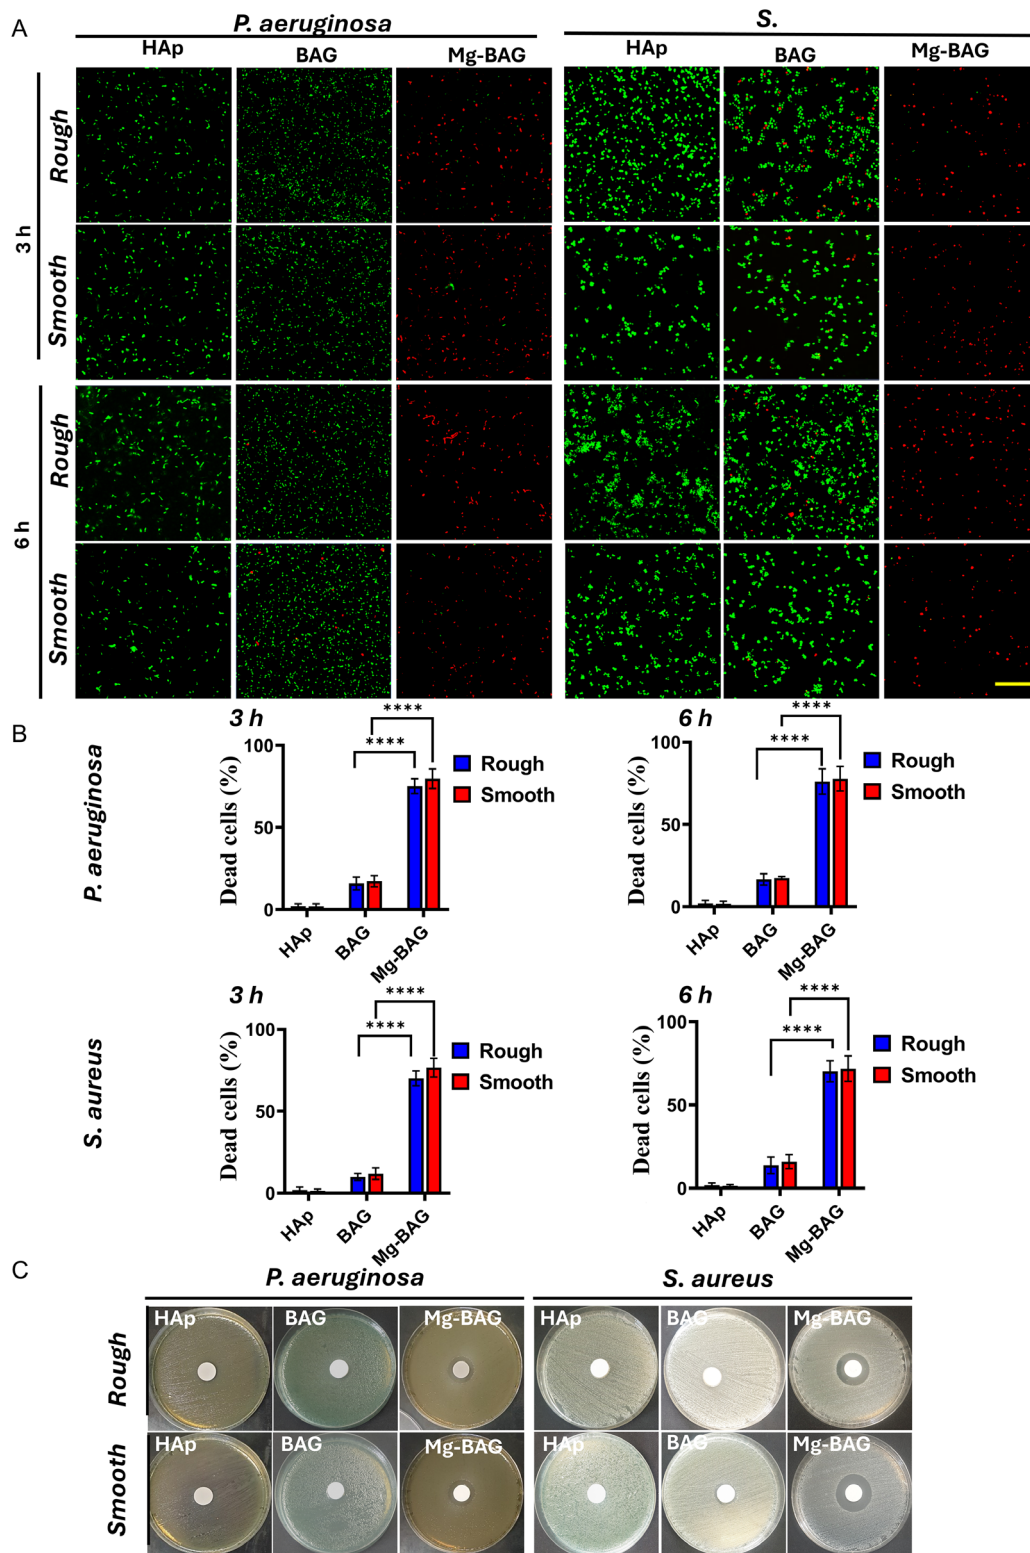 A
P. aeruginosa
S.
HAp
BAG
Mg-BAG
HAp
BAG
Mg-BAG
3 h
Rough
Smooth
6 h
Rough
Smooth
B
P. aeruginosa
3 h
Dead cells (%)
100
50
0
HAp
BAG
Mg-BAG
****
****
Rough
Smooth
6 h
Dead cells (%)
100
50
0
HAp
BAG
Mg-BAG
****
****
Rough
Smooth
S. aureus
3 h
Dead cells (%)
100
50
0
HAp
BAG
Mg-BAG
****
****
Rough
Smooth
6 h
Dead cells (%)
100
50
0
HAp
BAG
Mg-BAG
****
****
Rough
Smooth
C
P. aeruginosa
S. aureus
Rough
HAp
BAG
Mg-BAG
HAp
BAG
Mg-BAG
Smooth
HAp
BAG
Mg-BAG
HAp
BAG
Mg-BAG